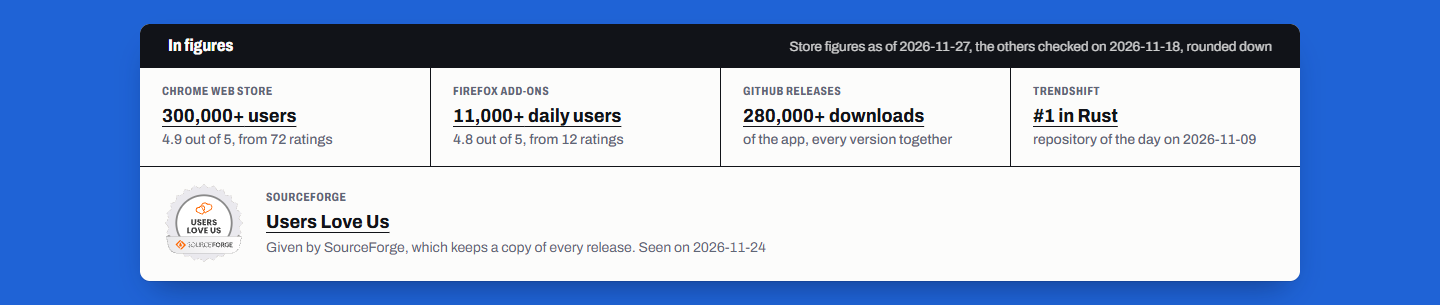 In figures
Store figures as of 2026-11-27, the others checked on 2026-11-18, rounded down
CHROME WEB STORE
300,000+ users
4.9 out of 5, from 72 ratings
FIREFOX ADD-ONS
11,000+ daily users
4.8 out of 5, from 12 ratings
GITHUB RELEASES
280,000+ downloads
of the app, every version together
TRENDSHIFT
#1 in Rust
repository of the day on 2026-11-09
USERS
LOVE US
SOURCEFORGE
SOURCEFORGE
Users Love Us
Given by SourceForge, which keeps a copy of every release. Seen on 2026-11-24